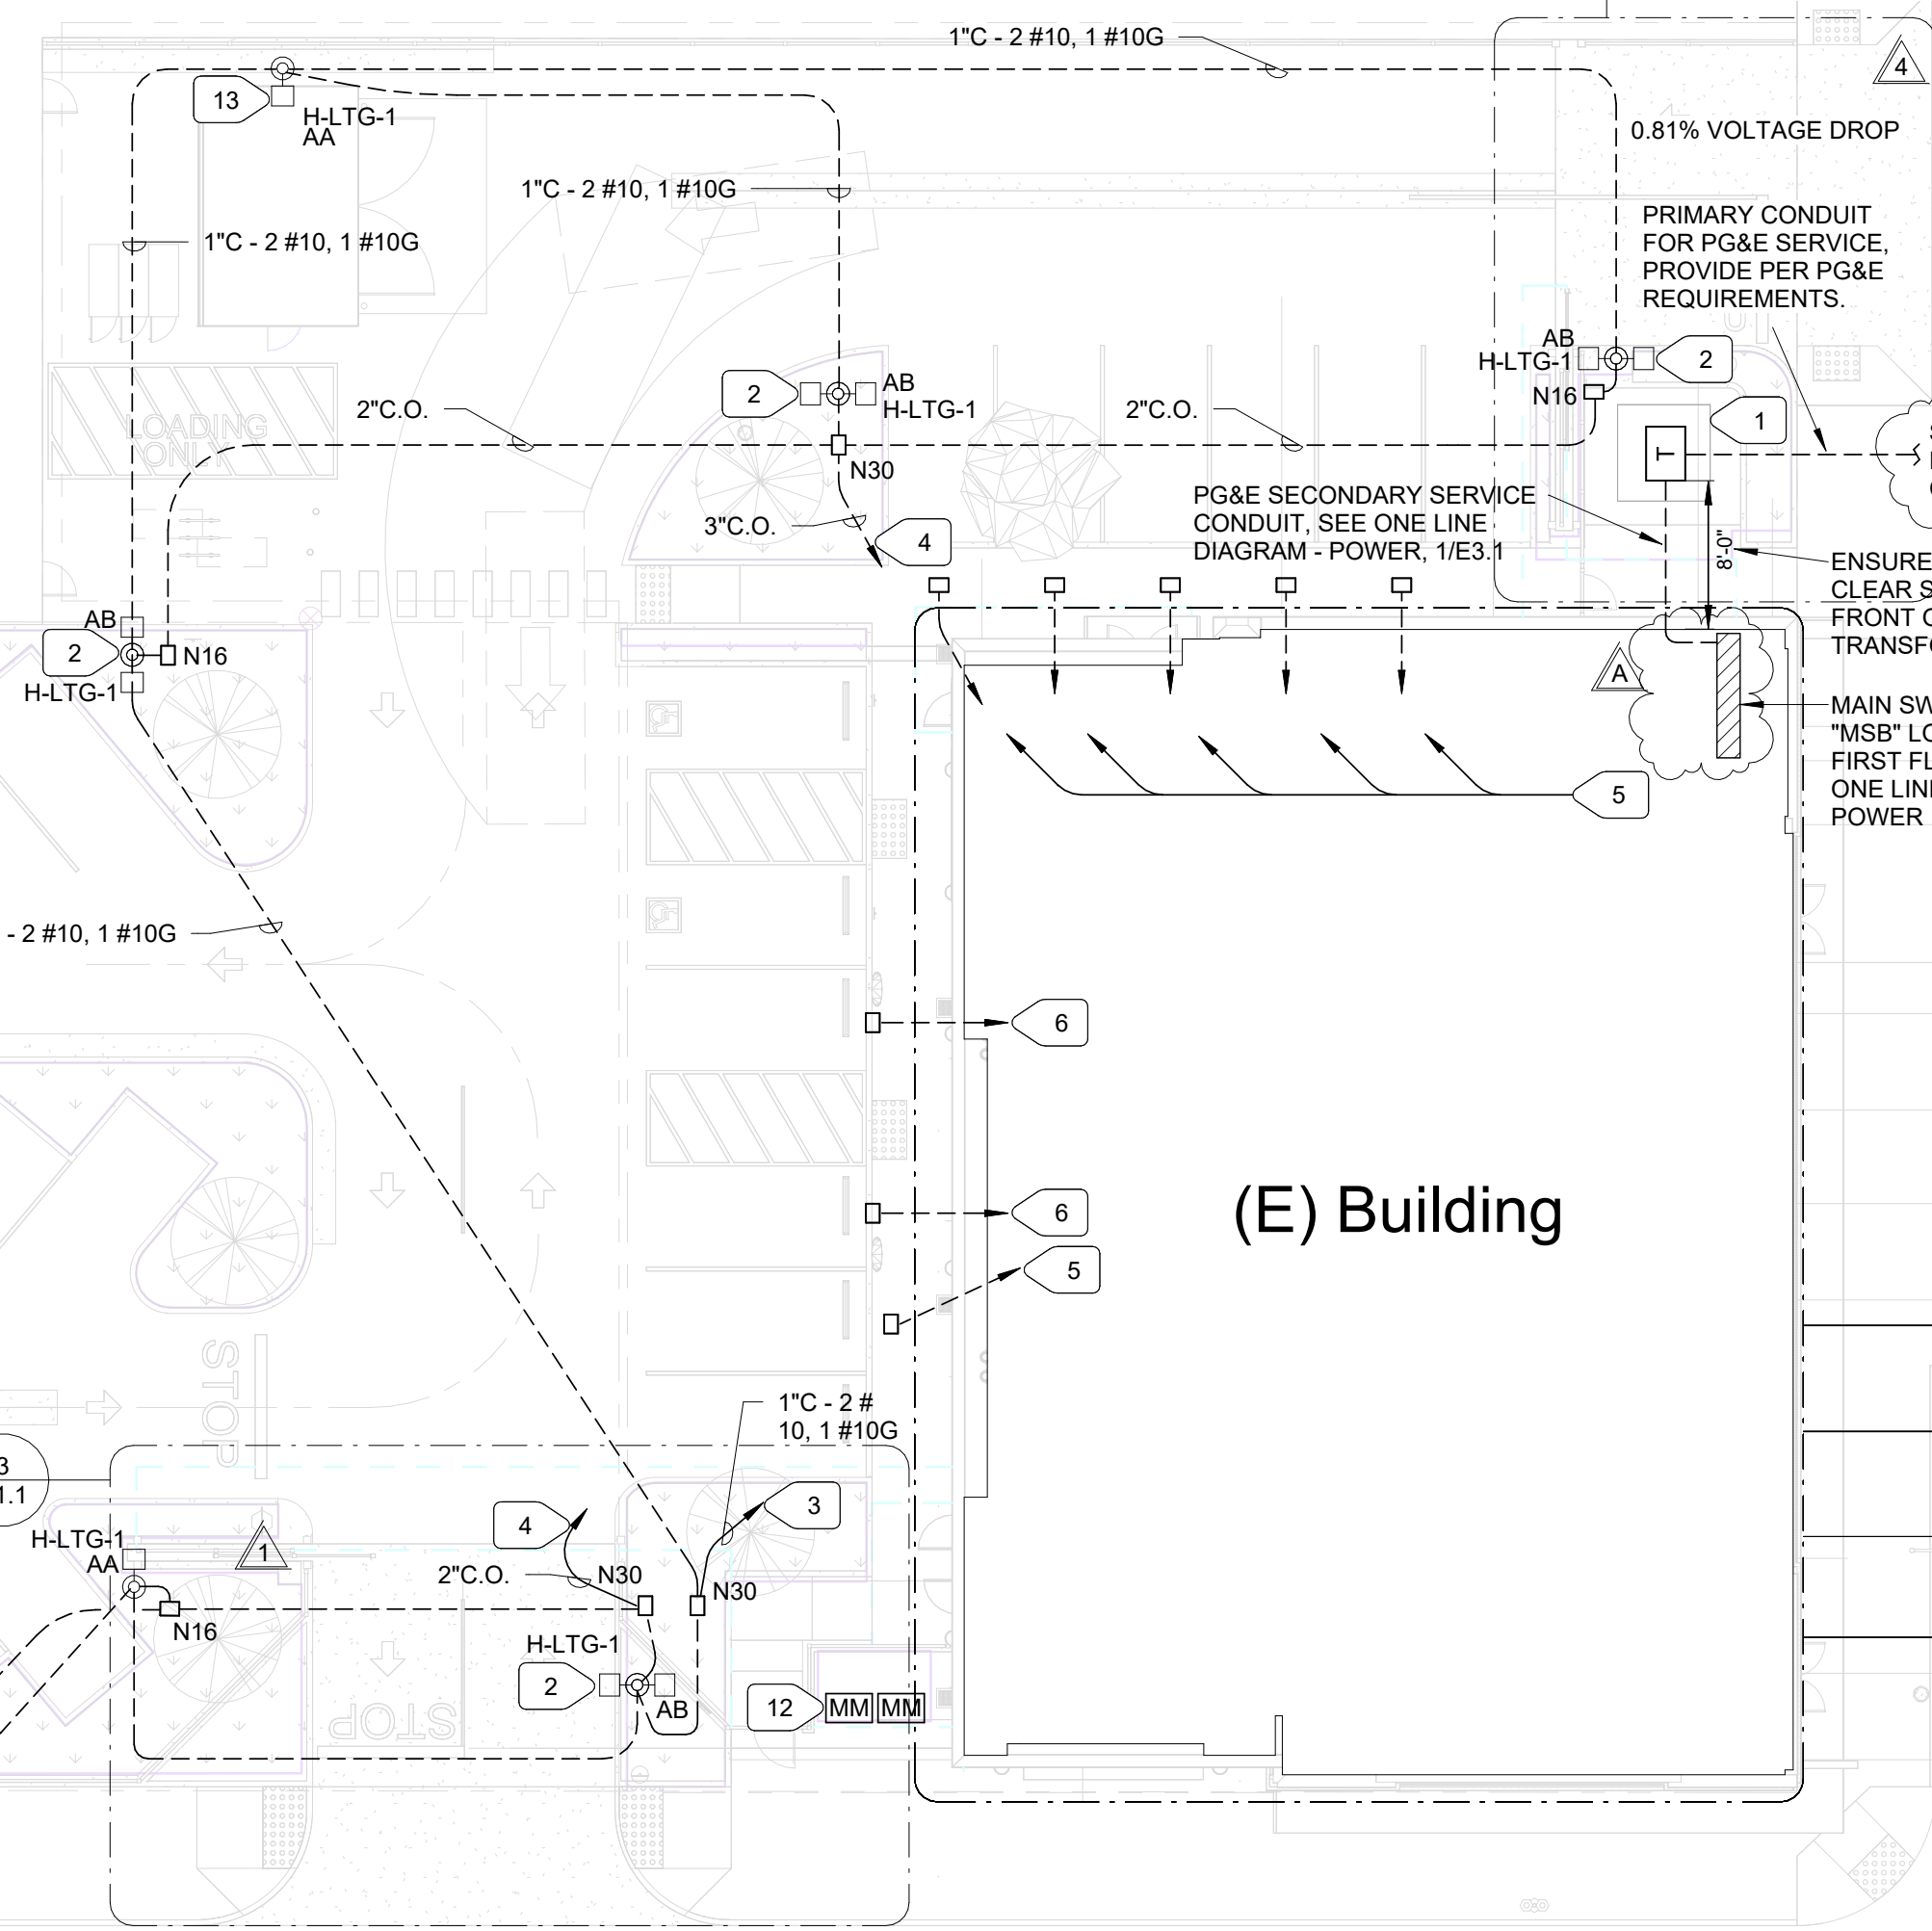 1"C - 2 #10, 1 #10G
4
13
H-LTG-1
AA
0.81% VOLTAGE DROP
1"C - 2 #10, 1 #10G
1"C - 2 #10, 1 #10G
PRIMARY CONDUIT
FOR PG&E SERVICE,
PROVIDE PER PG&E
REQUIREMENTS.
AB
H-LTG-1
2
N16
2
AB
H-LTG-1
2"C.O.
2"C.O.
1
LOADING
ONLY
T
N30
3"C.O.
4
PG&E SECONDARY SERVICE
CONDUIT, SEE ONE LINE
DIAGRAM - POWER, 1/E3.1
8'-0"
ENSURE
CLEAR S
FRONT O
TRANSFO
AB
2
N16
H-LTG-1
A
MAIN SW
"MSB" LO
FIRST FL
ONE LINE
POWER
5
- 2 #10, 1 #10G
6
(E) Building
6
5
STOP
1"C - 2 #
10, 1 #10G
3
1.1
4
3
H-LTG-1
AA
1
2"C.O.
N30
N30
N16
H-LTG-1
2
AB
STOP
12
MM
MM